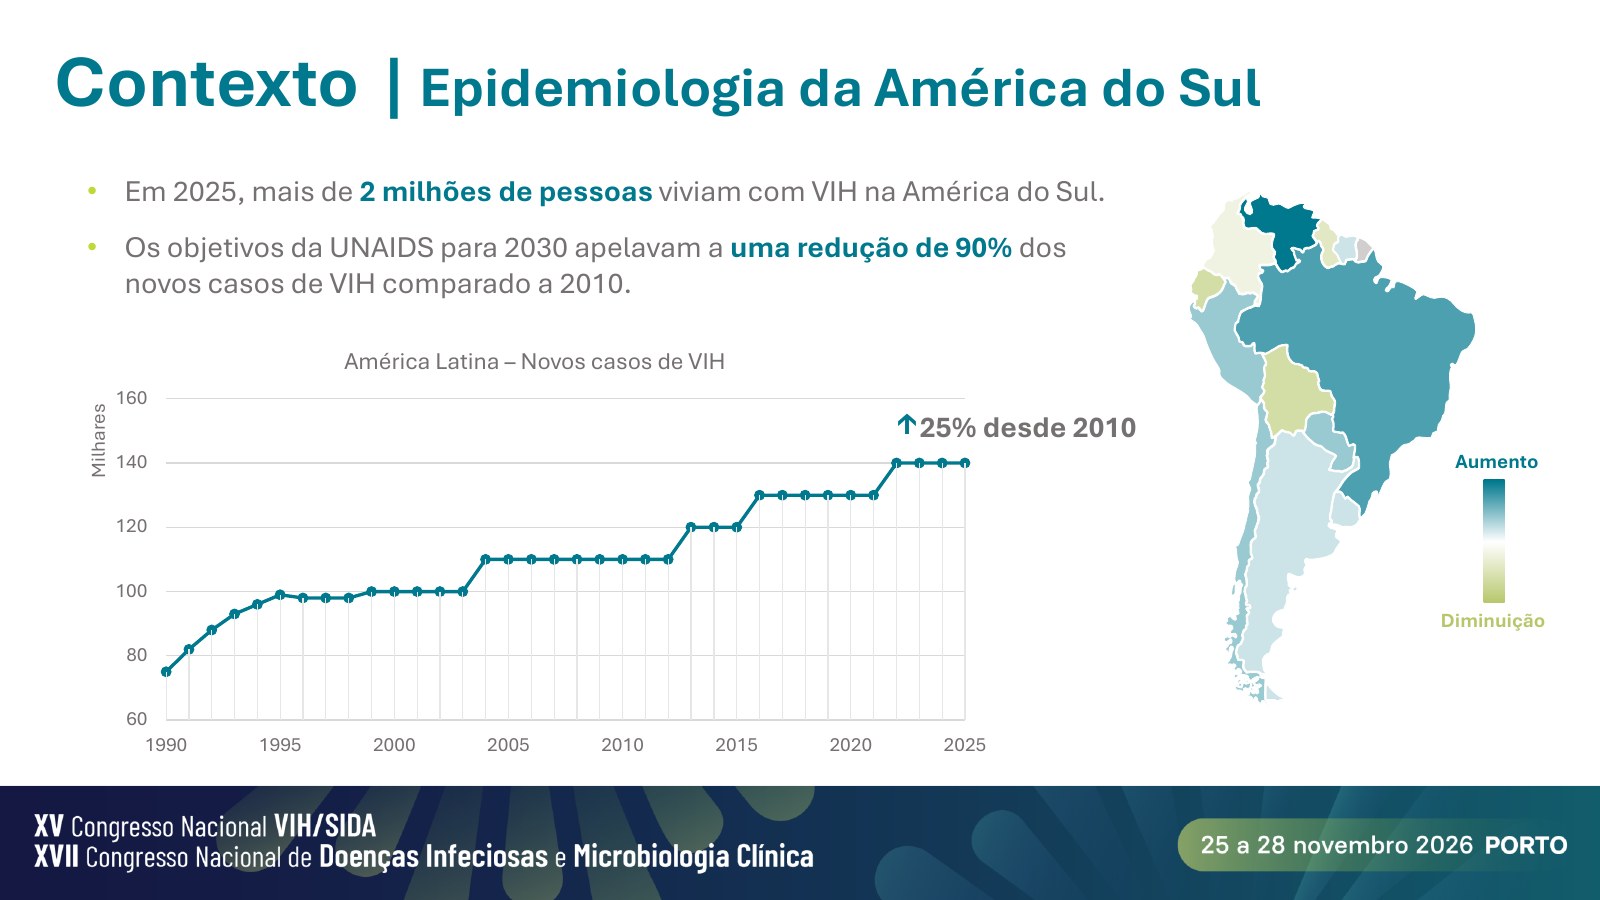 Contexto | Epidemiologia da América do Sul
• Em 2025, mais de 2 milhões de pessoas viviam com VIH na América do Sul.
• Os objetivos da UNAIDS para 2030 apelavam a uma redução de 90% dos
novos casos de VIH comparado a 2010.
América Latina – Novos casos de VIH
Milhares
160
140
120
100
80
60
↑25% desde 2010
1990 1995 2000 2005 2010 2015 2020 2025
Aumento
Diminuição
XV Congresso Nacional VIH/SIDA
XVII Congresso Nacional de Doenças Infeciosas e Microbiologia Clínica
25 a 28 novembro 2026 PORTO